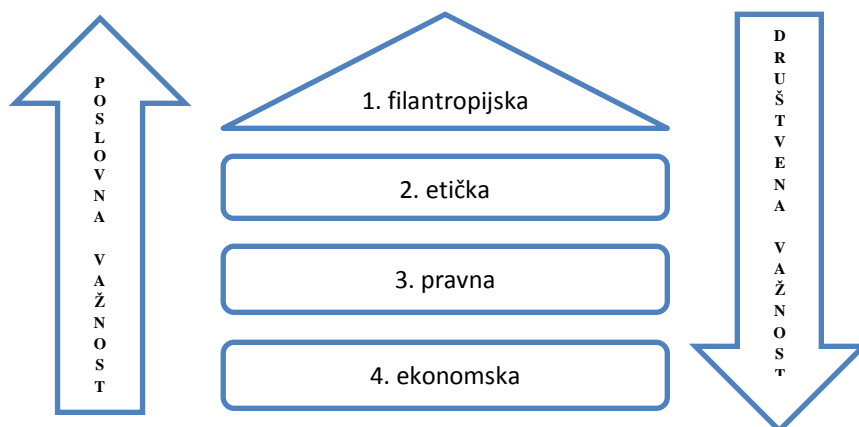 POSLOVNA VAŽNOST
1. filantropijska
2. etička
3. pravna
4. ekonomska
DRUŠTVENA VAŽNOST